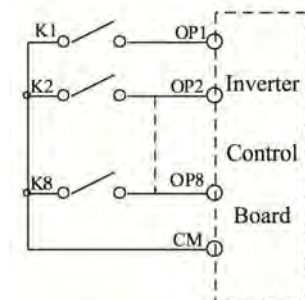 K1 OP1
K2 OP2 Inverter
Control
K8 OP8
Board
CM